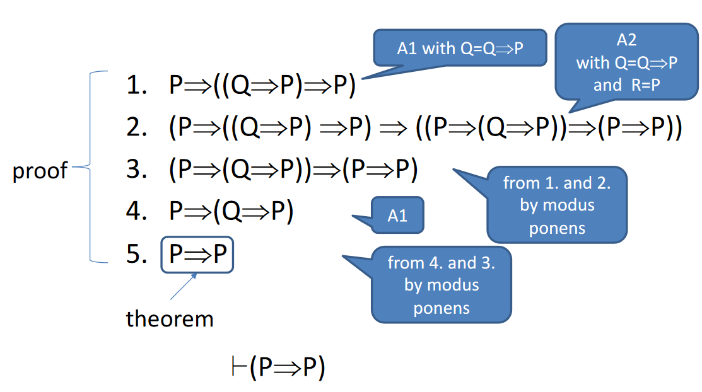 A1 with Q=Q⇒P
A2
with Q=Q⇒P
and R=P
1. P⇒((Q⇒P)⇒P)
2. (P⇒((Q⇒P) ⇒P) ⇒ ((P⇒(Q⇒P))⇒(P⇒P))
proof
3. (P⇒(Q⇒P))⇒(P⇒P)
from 1. and 2.
by modus
ponens
4. P⇒(Q⇒P)
A1
5. P⇒P
from 4. and 3.
by modus
ponens
theorem
⊢(P⇒P)